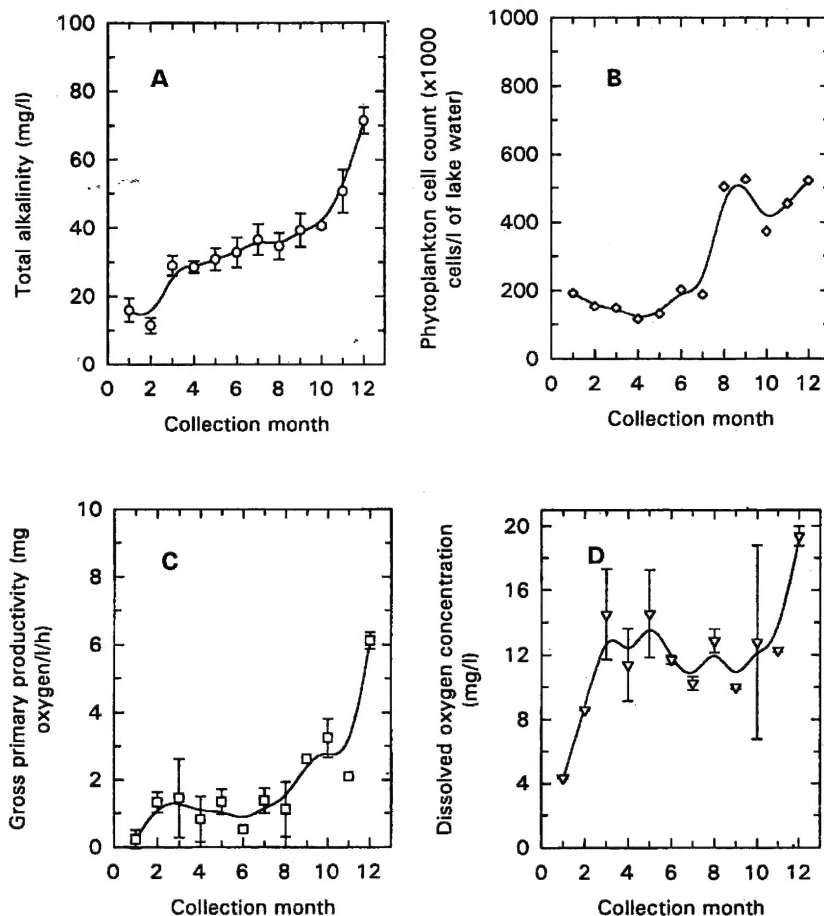 100
80
60
40
20
0
0 2 4 6 8 10 12
Total alkalinity (mg/l)
Collection month
A
1000
800
600
400
200
0
0 2 4 6 8 10 12
Phytoplankton cell count (x1000
cells/l of lake water)
Collection month
B
10
8
6
4
2
0
0 2 4 6 8 10 12
Gross primary productivity (mg
oxygen/l/h)
Collection month
C
20
16
12
8
4
0
0 2 4 6 8 10 12
Dissolved oxygen concentration
(mg/l)
Collection month
D